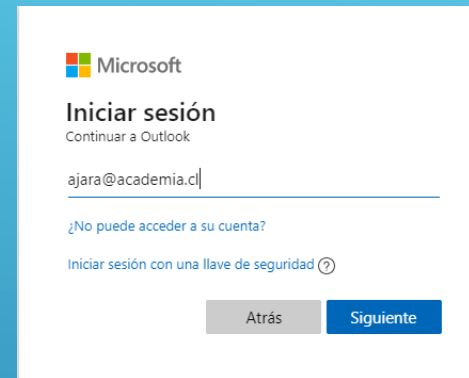 Microsoft
Iniciar sesión
Continuar a Outlook
ajara@academia.cl
¿No puede acceder a su cuenta?
Iniciar sesión con una llave de seguridad ?
Atrás
Siguiente